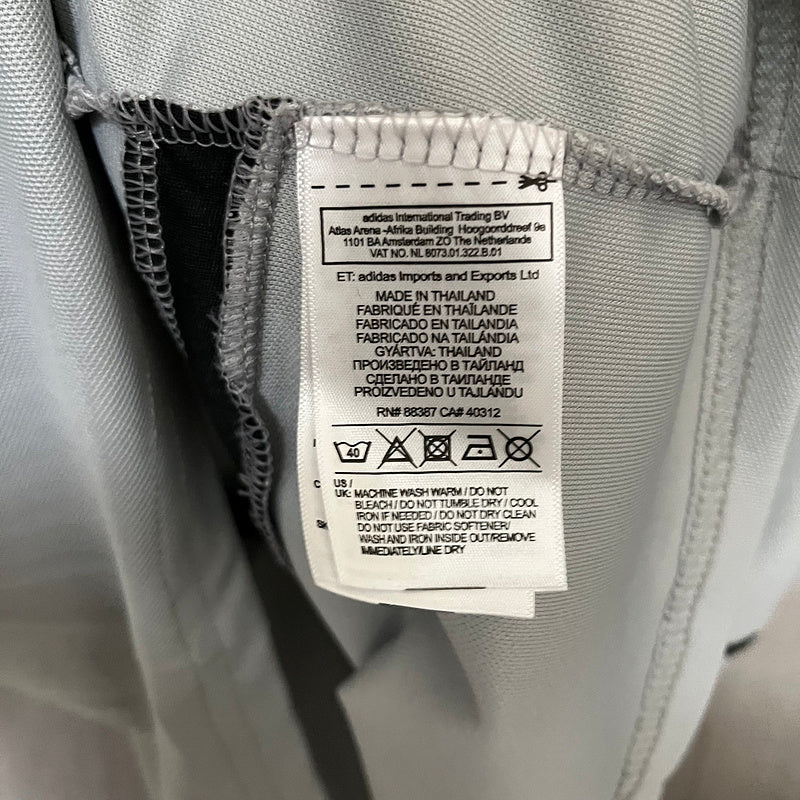 adidas International Trading BV
Atlas Arena -Afrika Building Hoogoorddreef 9a
1101 BA Amsterdam ZO The Netherlands
VAT NO. NL 8073.01.322.B.01
ET: adidas Imports and Exports Ltd
MADE IN THAILAND
FABRIQUÉ EN THAÏLANDE
FABRICADO EN TAILANDIA
FABRICADO NA TAILÂNDIA
GYÁRTVA: THAILAND
ПРОИЗВЕДЕНО В ТАЙЛАНД
СДЕЛАНО В ТАИЛАНДЕ
PROIZVEDENO U TAJLANDU
RN# 88387 CA# 40312
40
US /
UK: MACHINE WASH WARM / DO NOT
BLEACH / DO NOT TUMBLE DRY / COOL
IRON IF NEEDED / DO NOT DRY CLEAN
DO NOT USE FABRIC SOFTENER/
WASH AND IRON INSIDE OUT/REMOVE
IMMEDIATELY/LINE DRY